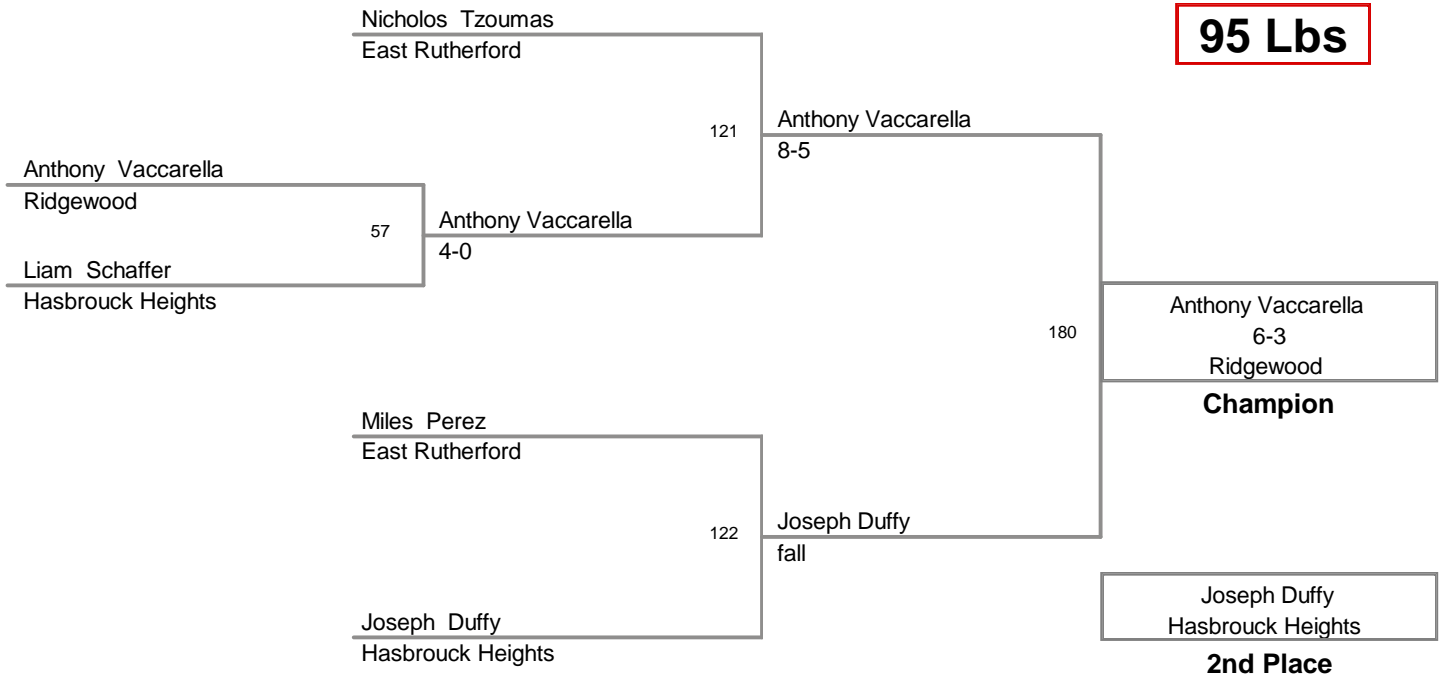 Nicholos Tzoumas
East Rutherford
95 Lbs
121
Anthony Vaccarella
8-5
Anthony Vaccarella
Ridgewood
57
Anthony Vaccarella
4-0
Liam Schaffer
Hasbrouck Heights
180
Anthony Vaccarella
6-3
Ridgewood
Champion
Miles Perez
East Rutherford
122
Joseph Duffy
fall
Joseph Duffy
Hasbrouck Heights
Joseph Duffy
Hasbrouck Heights
2nd Place